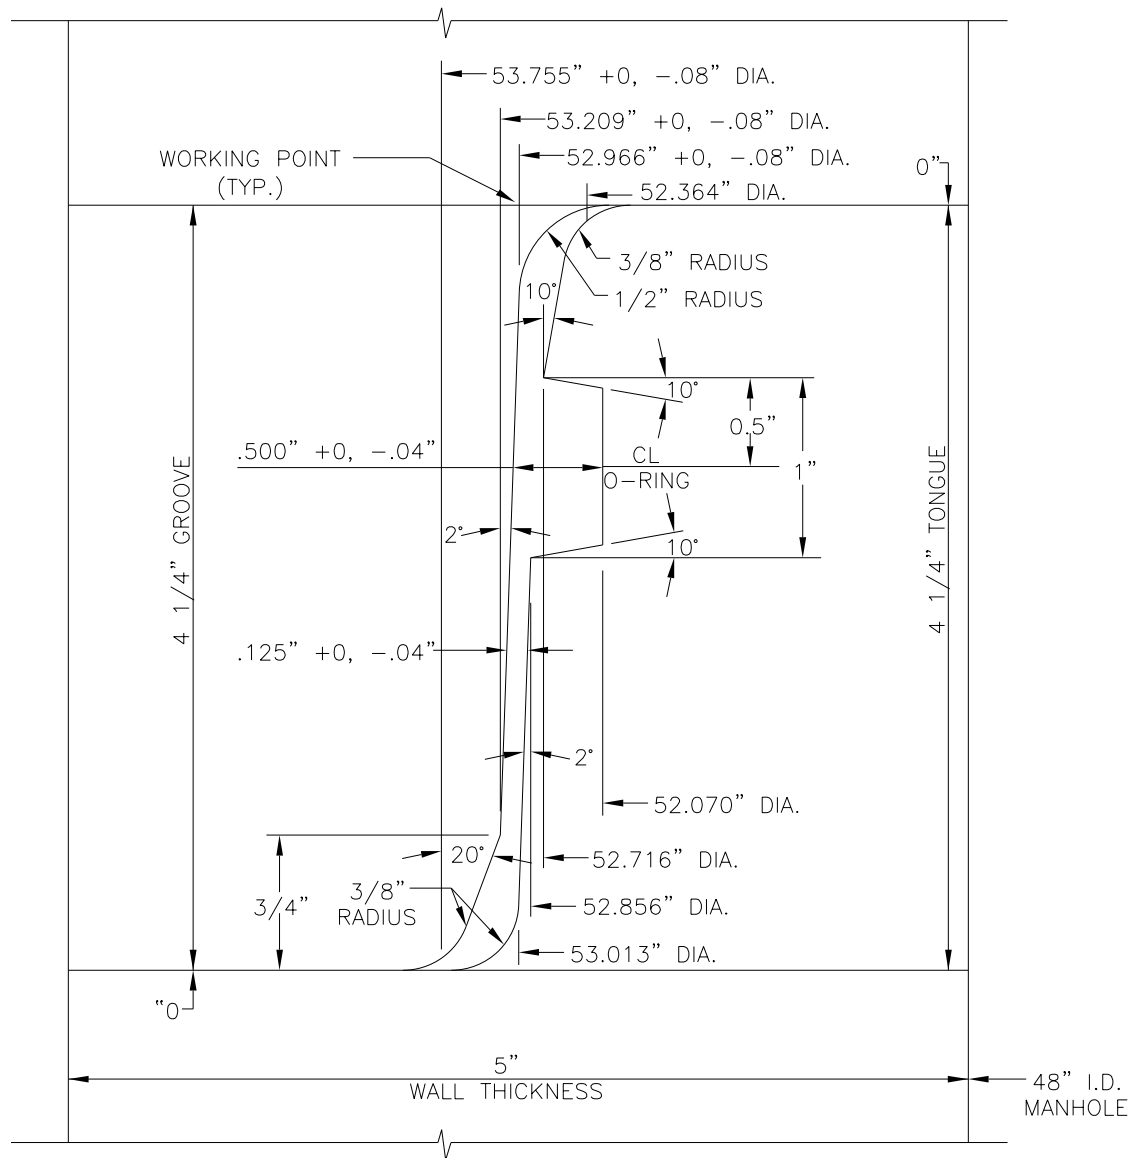 53.755” +0, -.08” DIA.
53.209” +0, -.08” DIA.
52.966” +0, -.08” DIA.
WORKING POINT
(TYP.)
0”
52.364” DIA.
3/8” RADIUS
10°
1/2” RADIUS
10°
0.5”
.500” +0, -.04”
CL
O-RING
1”
4 1/4” GROOVE
4 1/4” TONGUE
2°
10°
.125” +0, -.04”
2°
52.070” DIA.
20°
52.716” DIA.
3/4”
3/8”
RADIUS
52.856” DIA.
53.013” DIA.
“0
5”
WALL THICKNESS
48” I.D.
MANHOLE